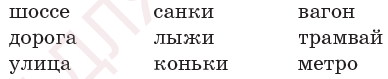 шоссе санки вагон
дорога лыжи трамвай
улица коньки метро